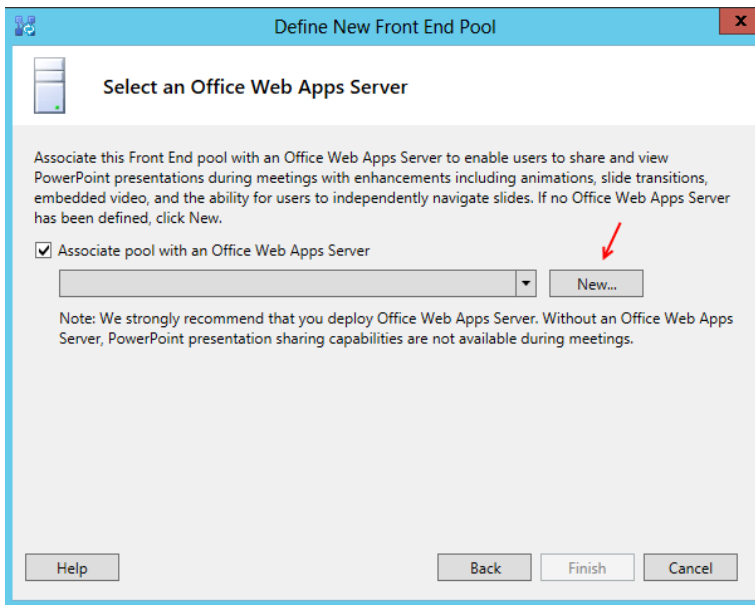 Define New Front End Pool
x
Select an Office Web Apps Server
Associate this Front End pool with an Office Web Apps Server to enable users to share and view
PowerPoint presentations during meetings with enhancements including animations, slide transitions,
embedded video, and the ability for users to independently navigate slides. If no Office Web Apps Server
has been defined, click New.
Associate pool with an Office Web Apps Server
New...
Note: We strongly recommend that you deploy Office Web Apps Server. Without an Office Web Apps
Server, PowerPoint presentation sharing capabilities are not available during meetings.
Help Back Finish Cancel